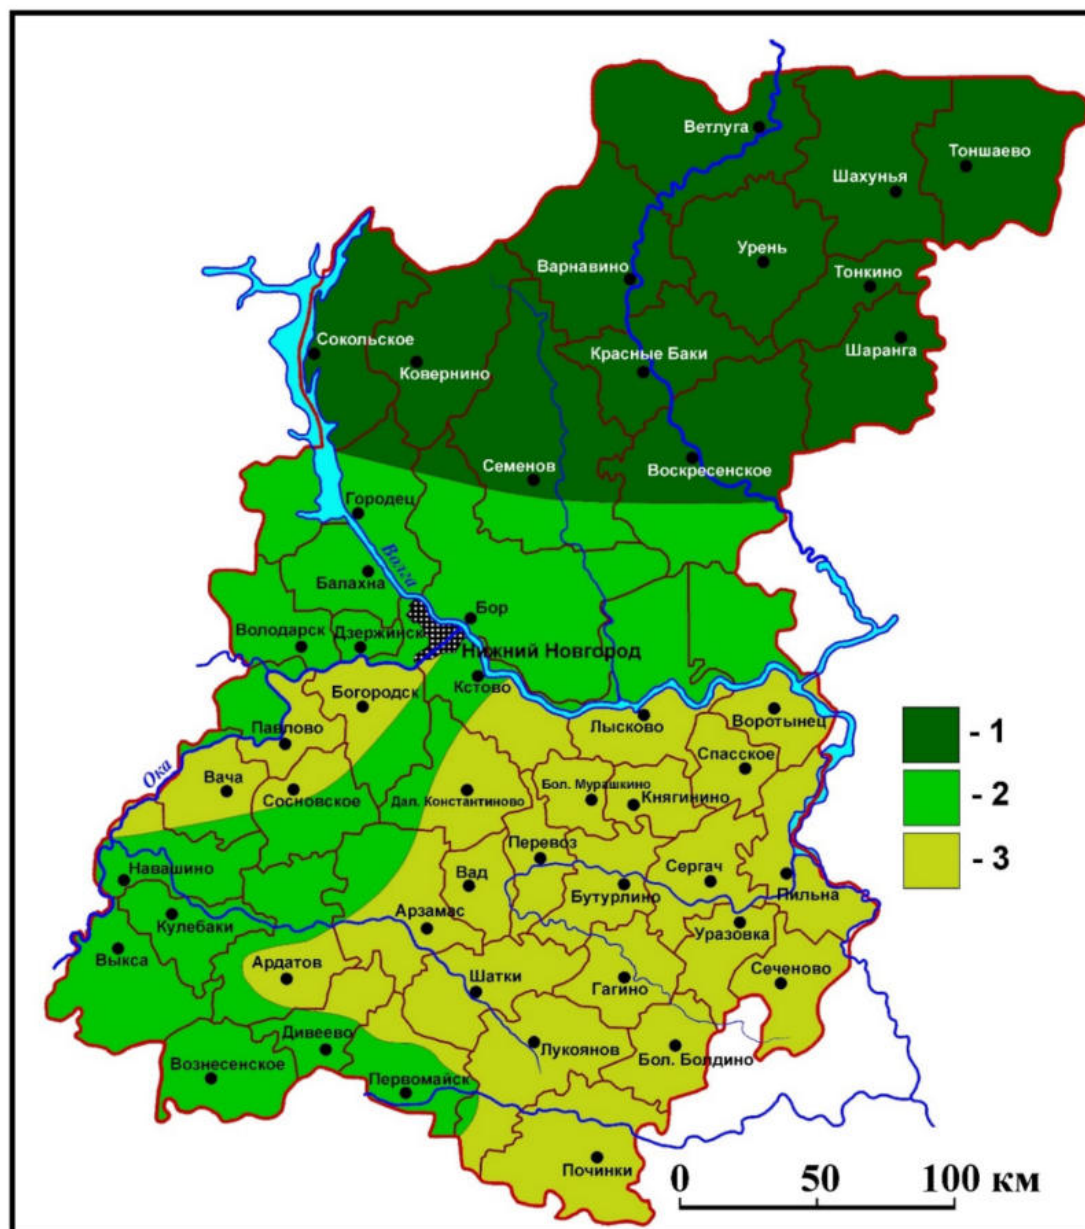 Ветлуга
Тоншаево
Шахунья
Урень
Варнавино
Тонкино
Сокольское
Шаранга
Красные Баки
Ковернино
Семенов
Воскресенское
Городец
Волга
Балахна
Бор
Володарск
Дзержинск
Нижний Новгород
Кстово
Богородск
Лысково
Воротынец
Павлово
- 1
Спасское
Ока
Вача
Сосновское
Дал. Константиново
Бол. Мурашкино
Княгинино
- 2
Перевоз
Сергач
- 3
Навашино
Вад
Бутурлино
Пильна
Кулебаки
Арзамас
Уразовка
Выкса
Ардатов
Шатки
Гагино
Сеченово
Дивеево
Лукоянов
Бол. Болдино
Вознесенское
Первомайск
Починки
0 50 100 км